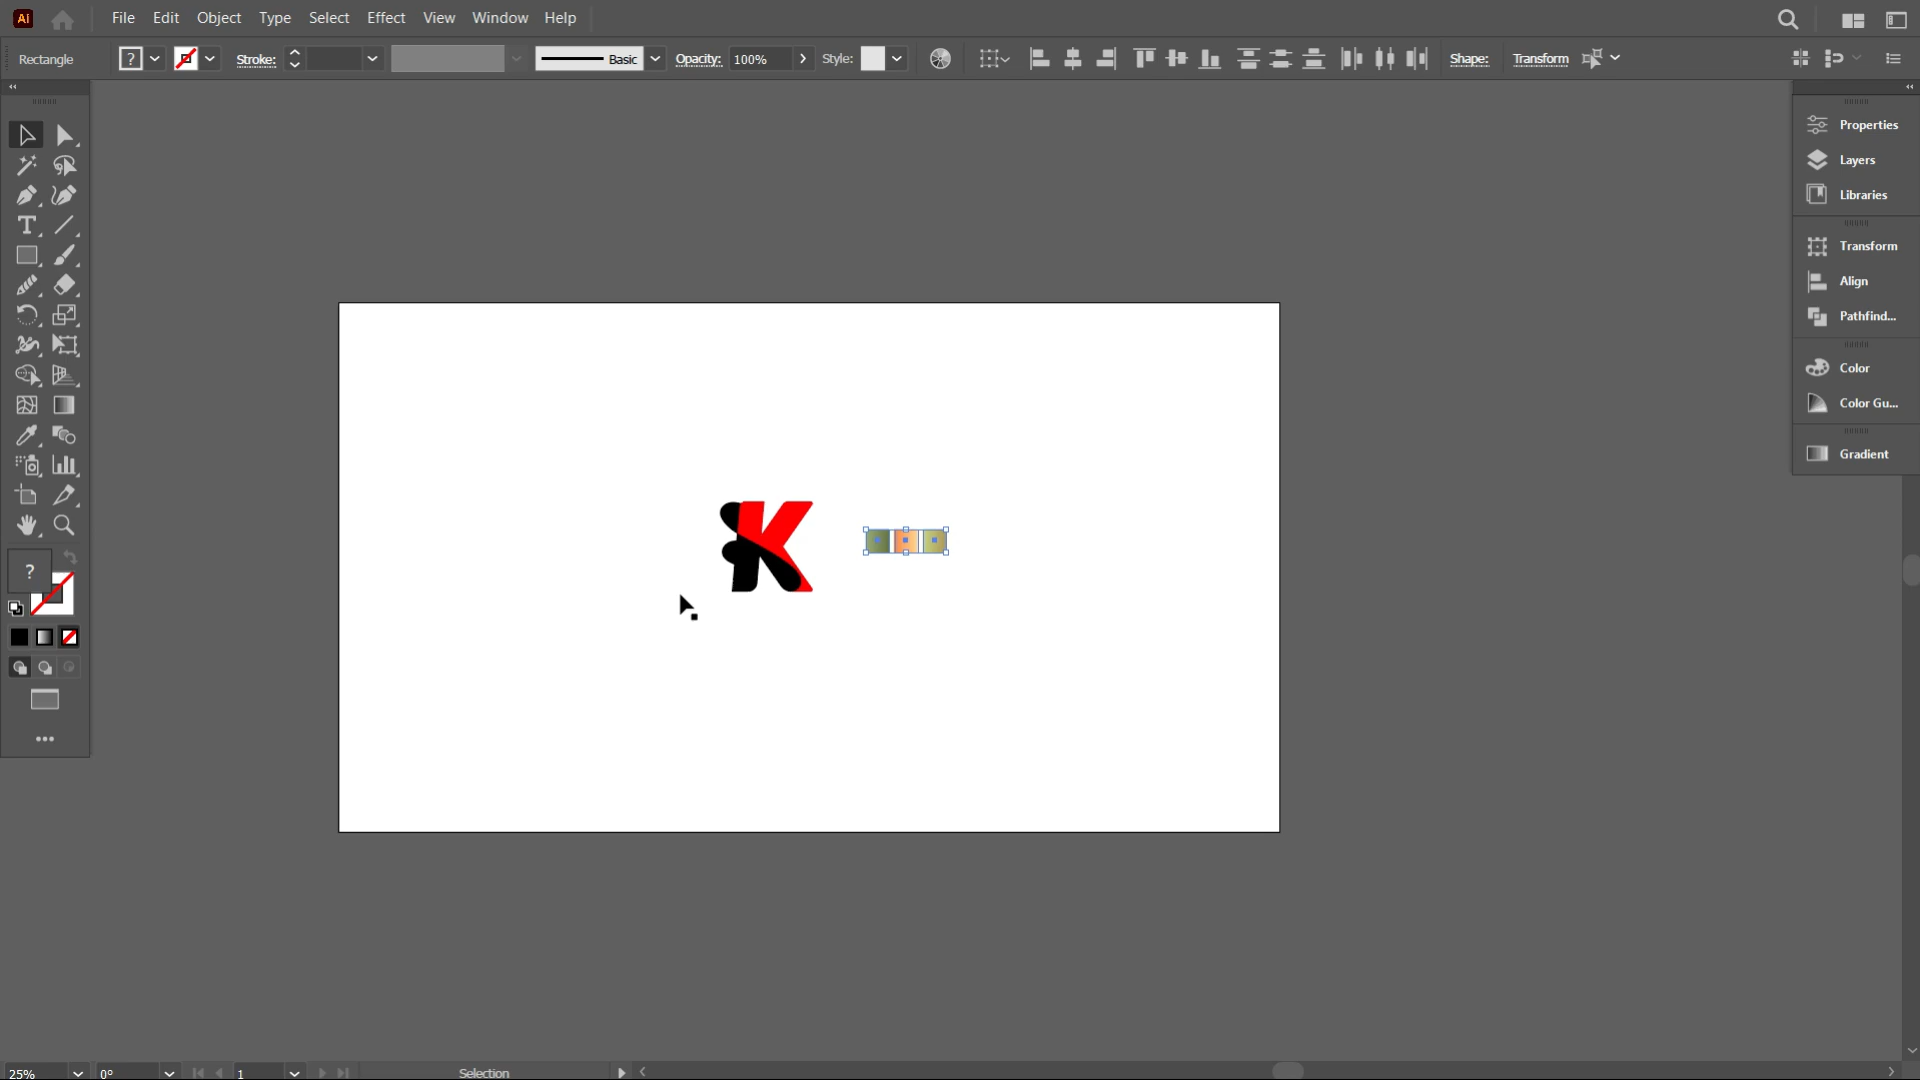 Ai File Edit Object Type Select Effect View Window Help
Rectangle ? Stroke: Basic Opacity: 100% Style: Shape: Transform
Properties
Layers
Libraries
Transform
Align
Pathfind...
Color
Color Gu...
Gradient
T
?
K
25% 0° 1 Selection